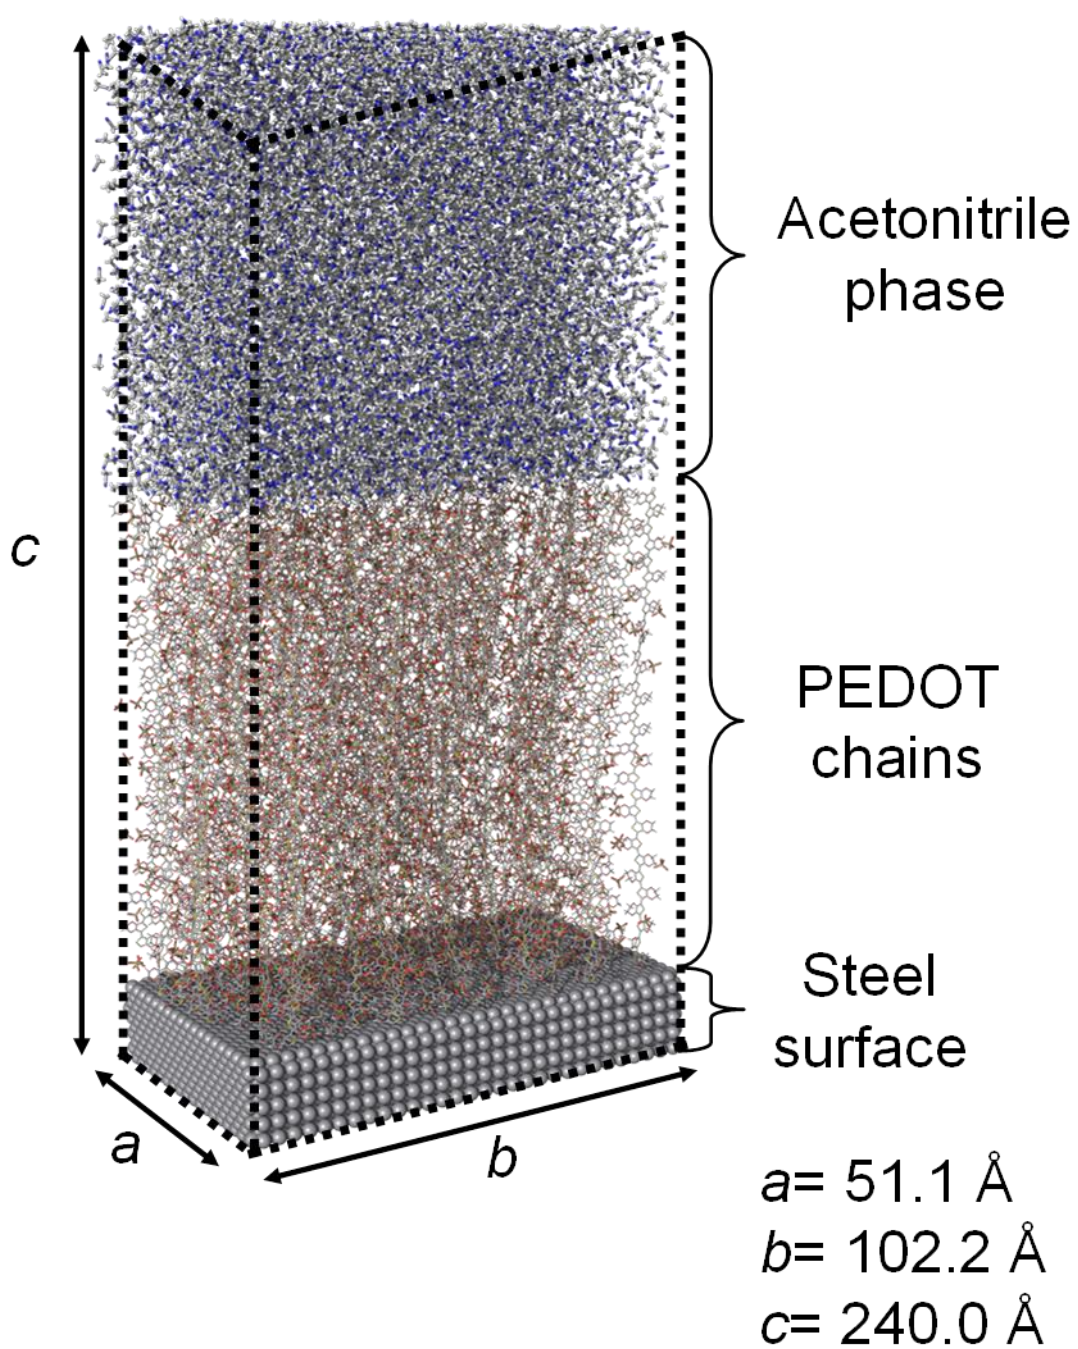 Acetonitrile
phase
c
PEDOT
chains
Steel
surface
a
b
a= 51.1 Å
b= 102.2 Å
c= 240.0 Å